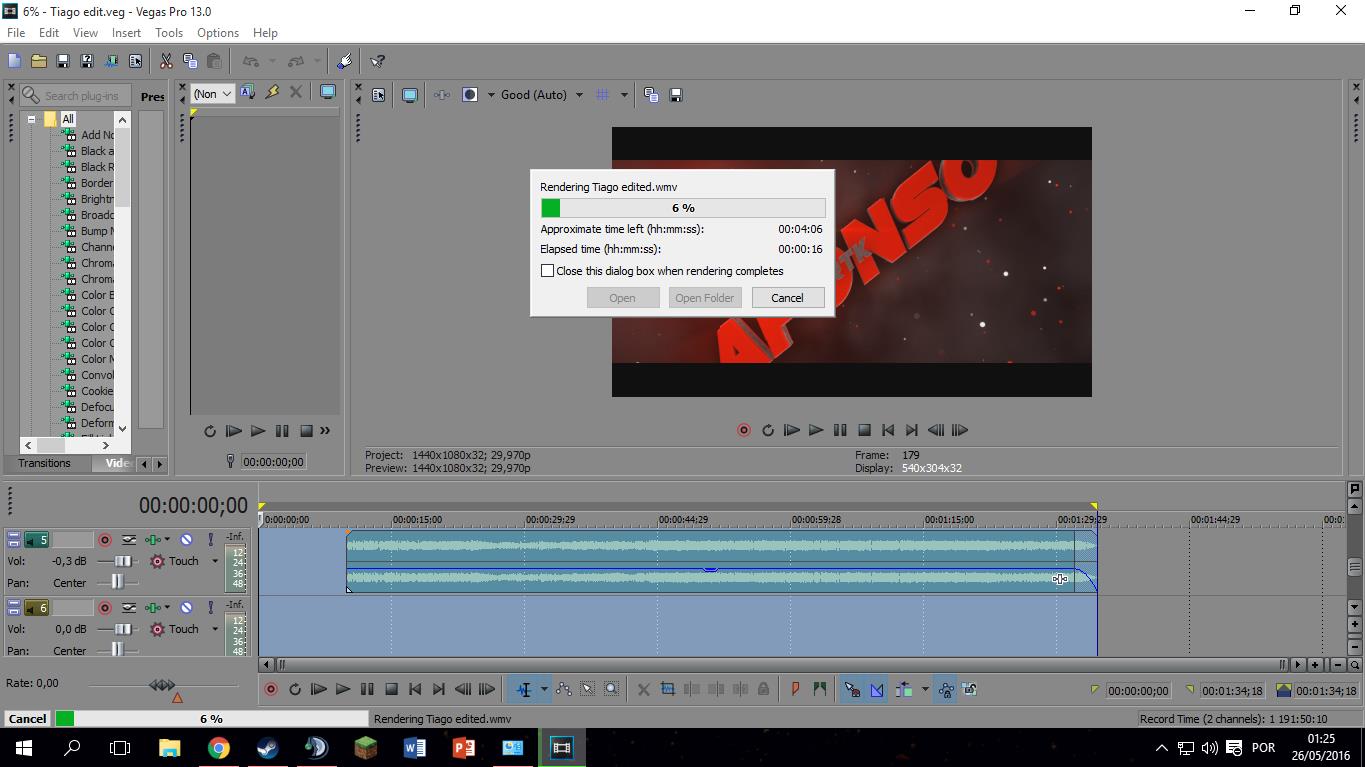 6% - Tiago edit.veg - Vegas Pro 13.0
File Edit View Insert Tools Options Help
Search plug-ins
Pres
(Non
Good (Auto)
All
Add No
Black a
Black R
Border
Brightn
Broadc
Bump M
Channe
Chroma
Chroma
Color B
Color C
Color C
Color C
Color M
Convol
Cookie
Defocu
Deform
Transitions
Video
00:00:00;00
Rendering Tiago edited.wmv
6 %
Approximate time left (hh:mm:ss): 00:04:06
Elapsed time (hh:mm:ss): 00:00:16
Close this dialog box when rendering completes
Open Open Folder Cancel
Project: 1440x1080x32; 29,970p
Preview: 1440x1080x32; 29,970p
Frame: 179
Display: 540x304x32
00:00:00;00
0:00:00;00 00:00:15;00 00:00:29;29 00:00:44;29 00:00:59;28 00:01:15;00 00:01:29;29 00:01:44;29 00:01:
5 -Inf.
Vol: -0,3 dB Touch
Pan: Center
12
24
36
48
6 -Inf.
Vol: 0,0 dB Touch
Pan: Center
12
24
36
48
Rate: 0,00
00:00:00;00 00:01:34;18 00:01:34;18
Cancel 6 % Rendering Tiago edited.wmv Record Time (2 channels): 1 191:50:10
POR
01:25
26/05/2016